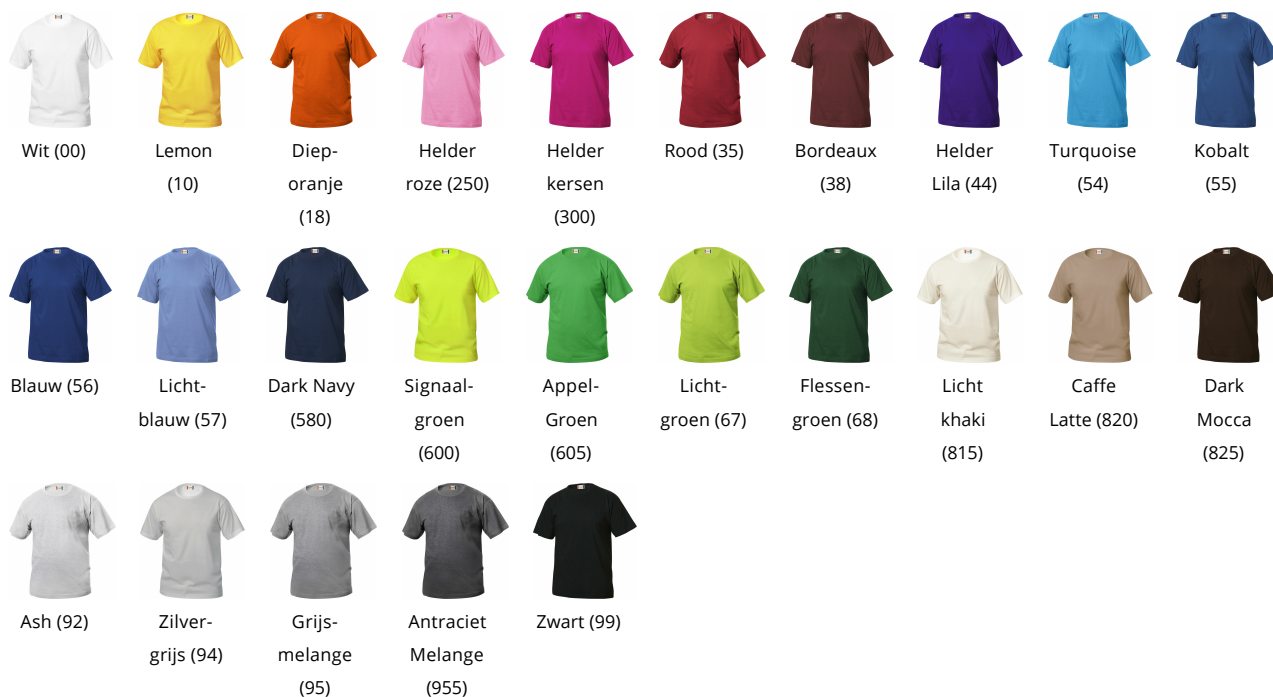 Wit (00)
Lemon
(10)
Diep-
oranje
(18)
Helder
roze (250)
Helder
kersen
(300)
Rood (35)
Bordeaux
(38)
Helder
Lila (44)
Turquoise
(54)
Kobalt
(55)
Blauw (56)
Licht-
blauw (57)
Dark Navy
(580)
Signaal-
groen
(600)
Appel-
Groen
(605)
Licht-
groen (67)
Flessen-
groen (68)
Licht
khaki
(815)
Caffe
Latte (820)
Dark
Mocca
(825)
Ash (92)
Zilver-
grijs (94)
Grijs-
melange
(95)
Antraciet
Melange
(955)
Zwart (99)